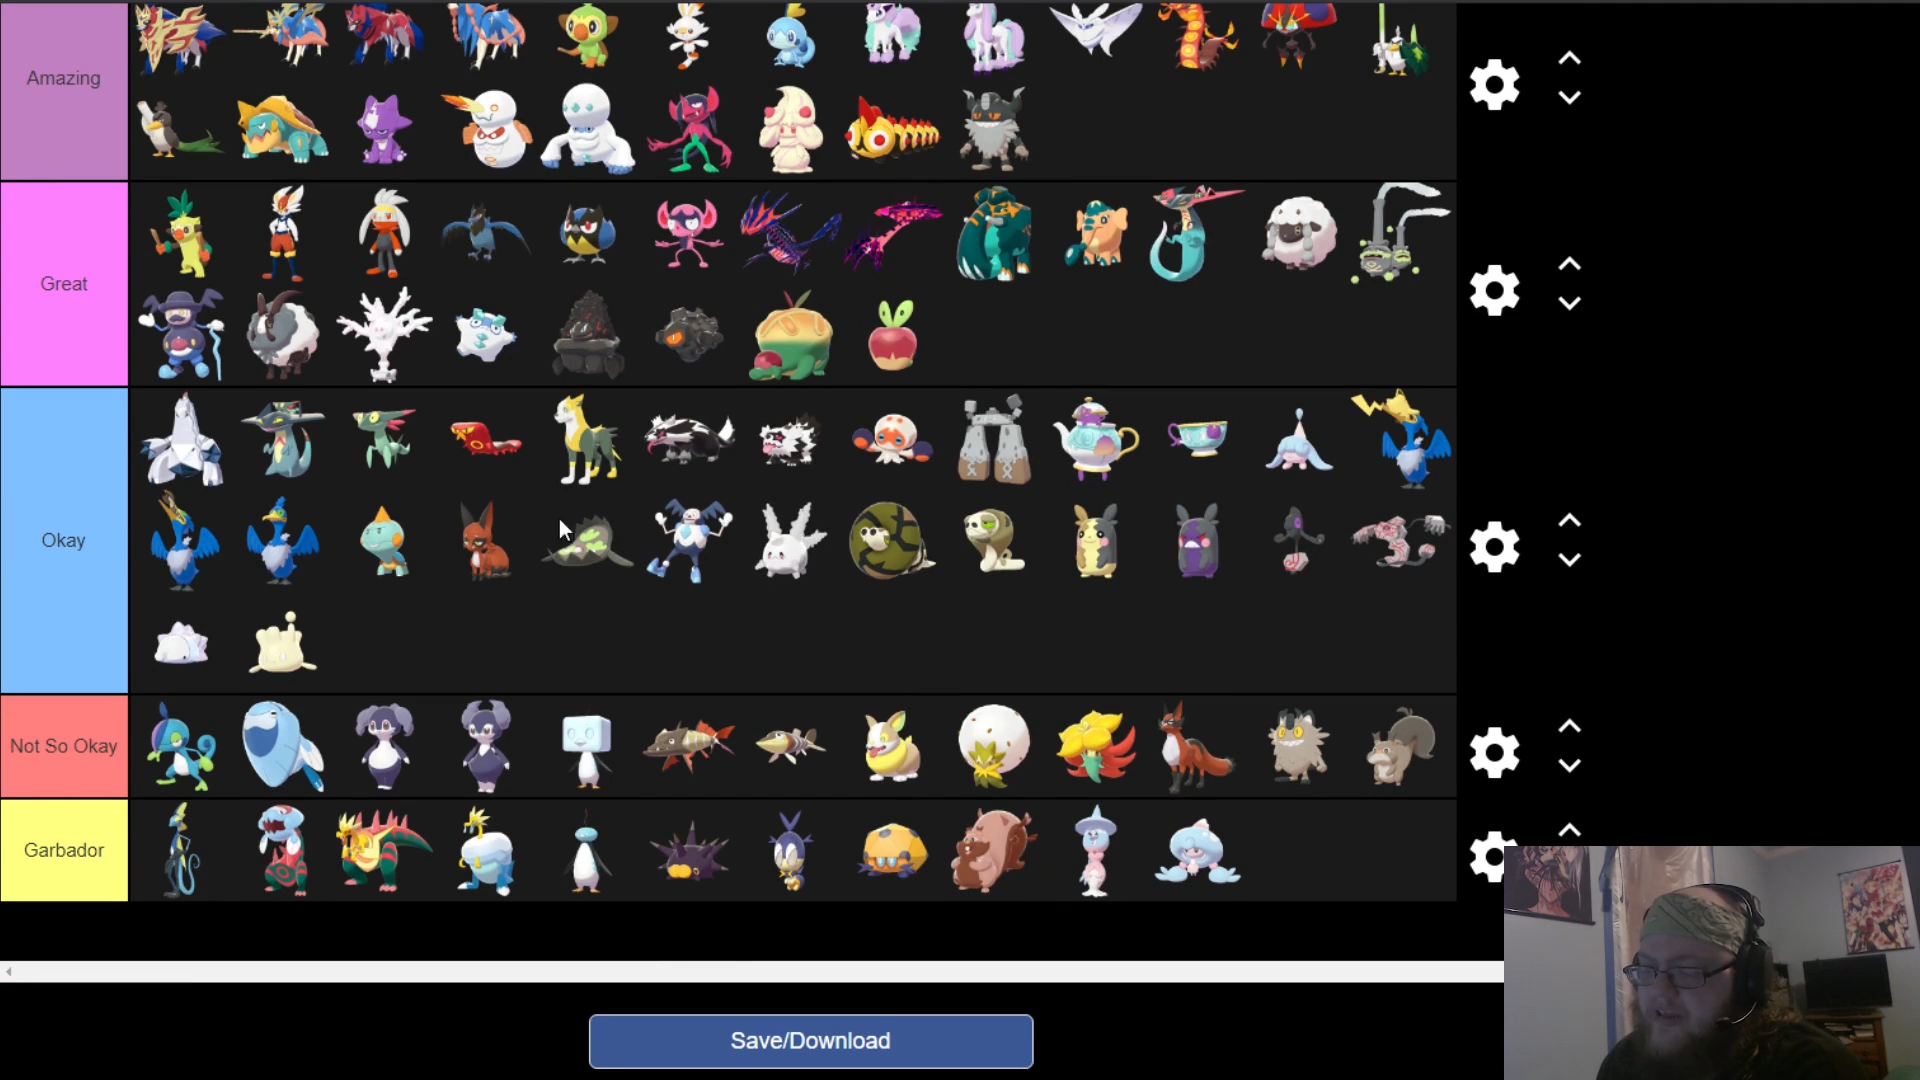 Amazing
Great
Okay
Not So Okay
Garbador
Save/Download